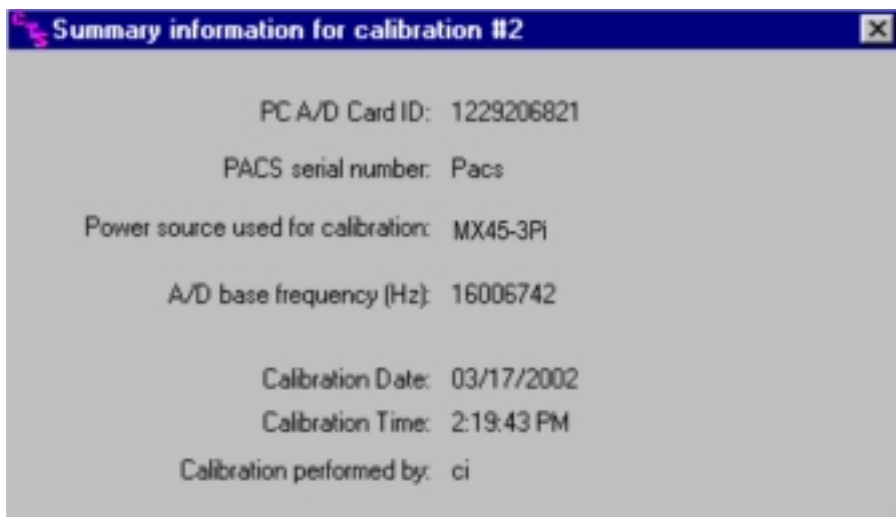 CTS Summary information for calibration #2
PC A/D Card ID: 1229206821
PACS serial number: Pacs
Power source used for calibration: MX45-3Pi
A/D base frequency (Hz): 16006742
Calibration Date: 03/17/2002
Calibration Time: 2:19:43 PM
Calibration performed by: ci